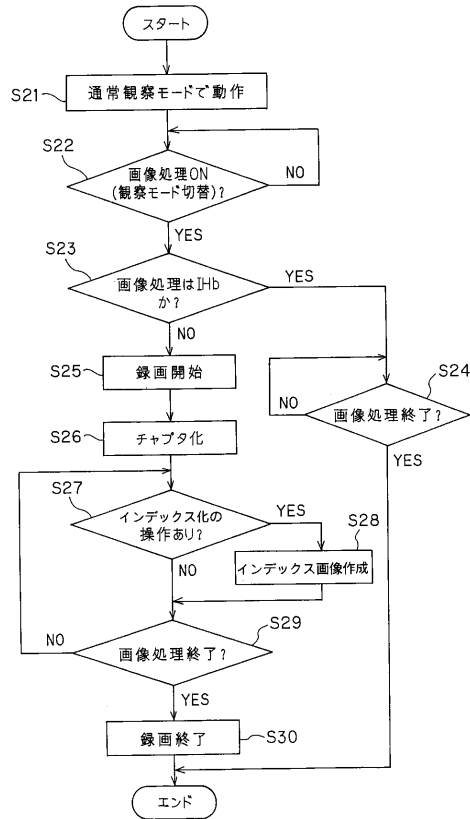 スタート
S21
通常観察モードで動作
S22
画像処理ON
(観察モード切替)?
NO
YES
S23
画像処理はIHb
か?
YES
NO
S24
S25
録画開始
NO
画像処理終了?
YES
S26
チャプタ化
S27
インデックス化の
操作あり?
YES
S28
インデックス画像作成
NO
S29
NO
画像処理終了?
YES
録画終了
S30
エンド